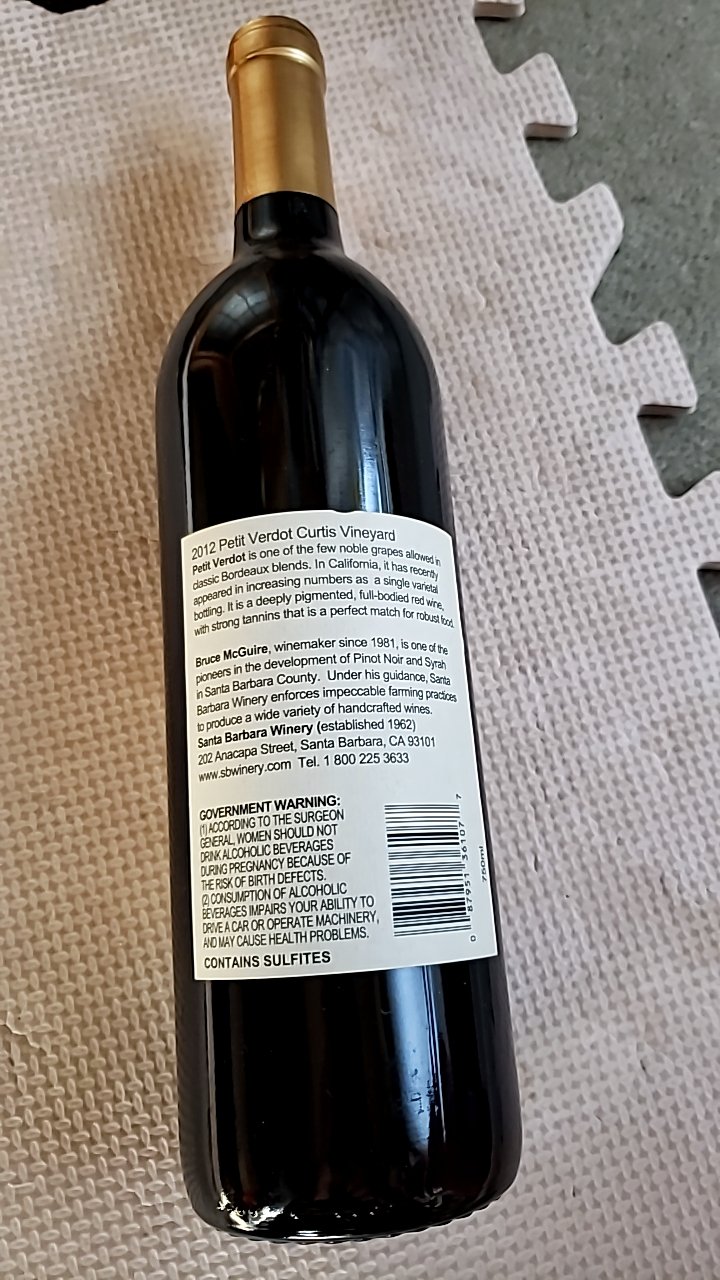 2012 Petit Verdot Curtis Vineyard
Petit Verdot is one of the few noble grapes allowed in
classic Bordeaux blends. In California, it has recently
appeared in increasing numbers as a single varietal
bottling. It is a deeply pigmented, full-bodied red wine,
with strong tannins that is a perfect match for robust food.
Bruce McGuire, winemaker since 1981, is one of the
pioneers in the development of Pinot Noir and Syrah
in Santa Barbara County. Under his guidance, Santa
Barbara Winery enforces impeccable farming practices
to produce a wide variety of handcrafted wines.
Santa Barbara Winery (established 1962)
202 Anacapa Street, Santa Barbara, CA 93101
www.sbwinery.com Tel. 1 800 225 3633
GOVERNMENT WARNING:
(1) ACCORDING TO THE SURGEON
GENERAL, WOMEN SHOULD NOT
DRINK ALCOHOLIC BEVERAGES
DURING PREGNANCY BECAUSE OF
THE RISK OF BIRTH DEFECTS.
(2) CONSUMPTION OF ALCOHOLIC
BEVERAGES IMPAIRS YOUR ABILITY TO
DRIVE A CAR OR OPERATE MACHINERY,
AND MAY CAUSE HEALTH PROBLEMS.
CONTAINS SULFITES
0 87951 36107 7
750ml